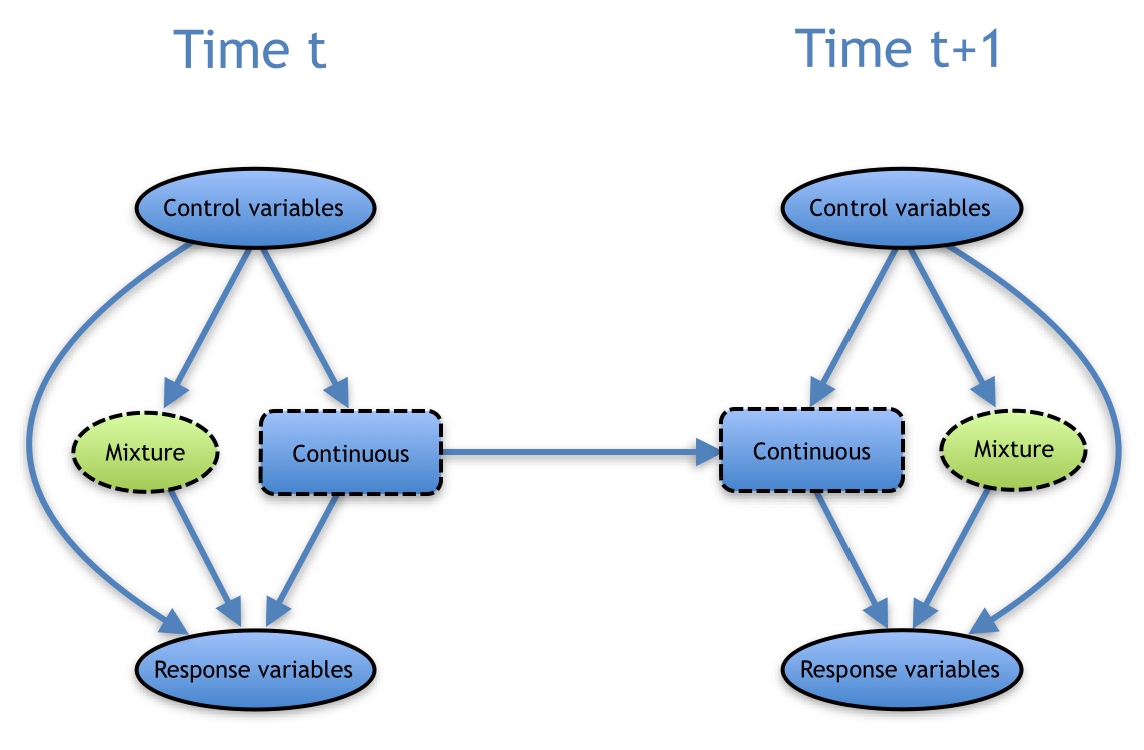 Time t
Time t+1
Control variables
Control variables
Mixture
Continuous
Continuous
Mixture
Response variables
Response variables